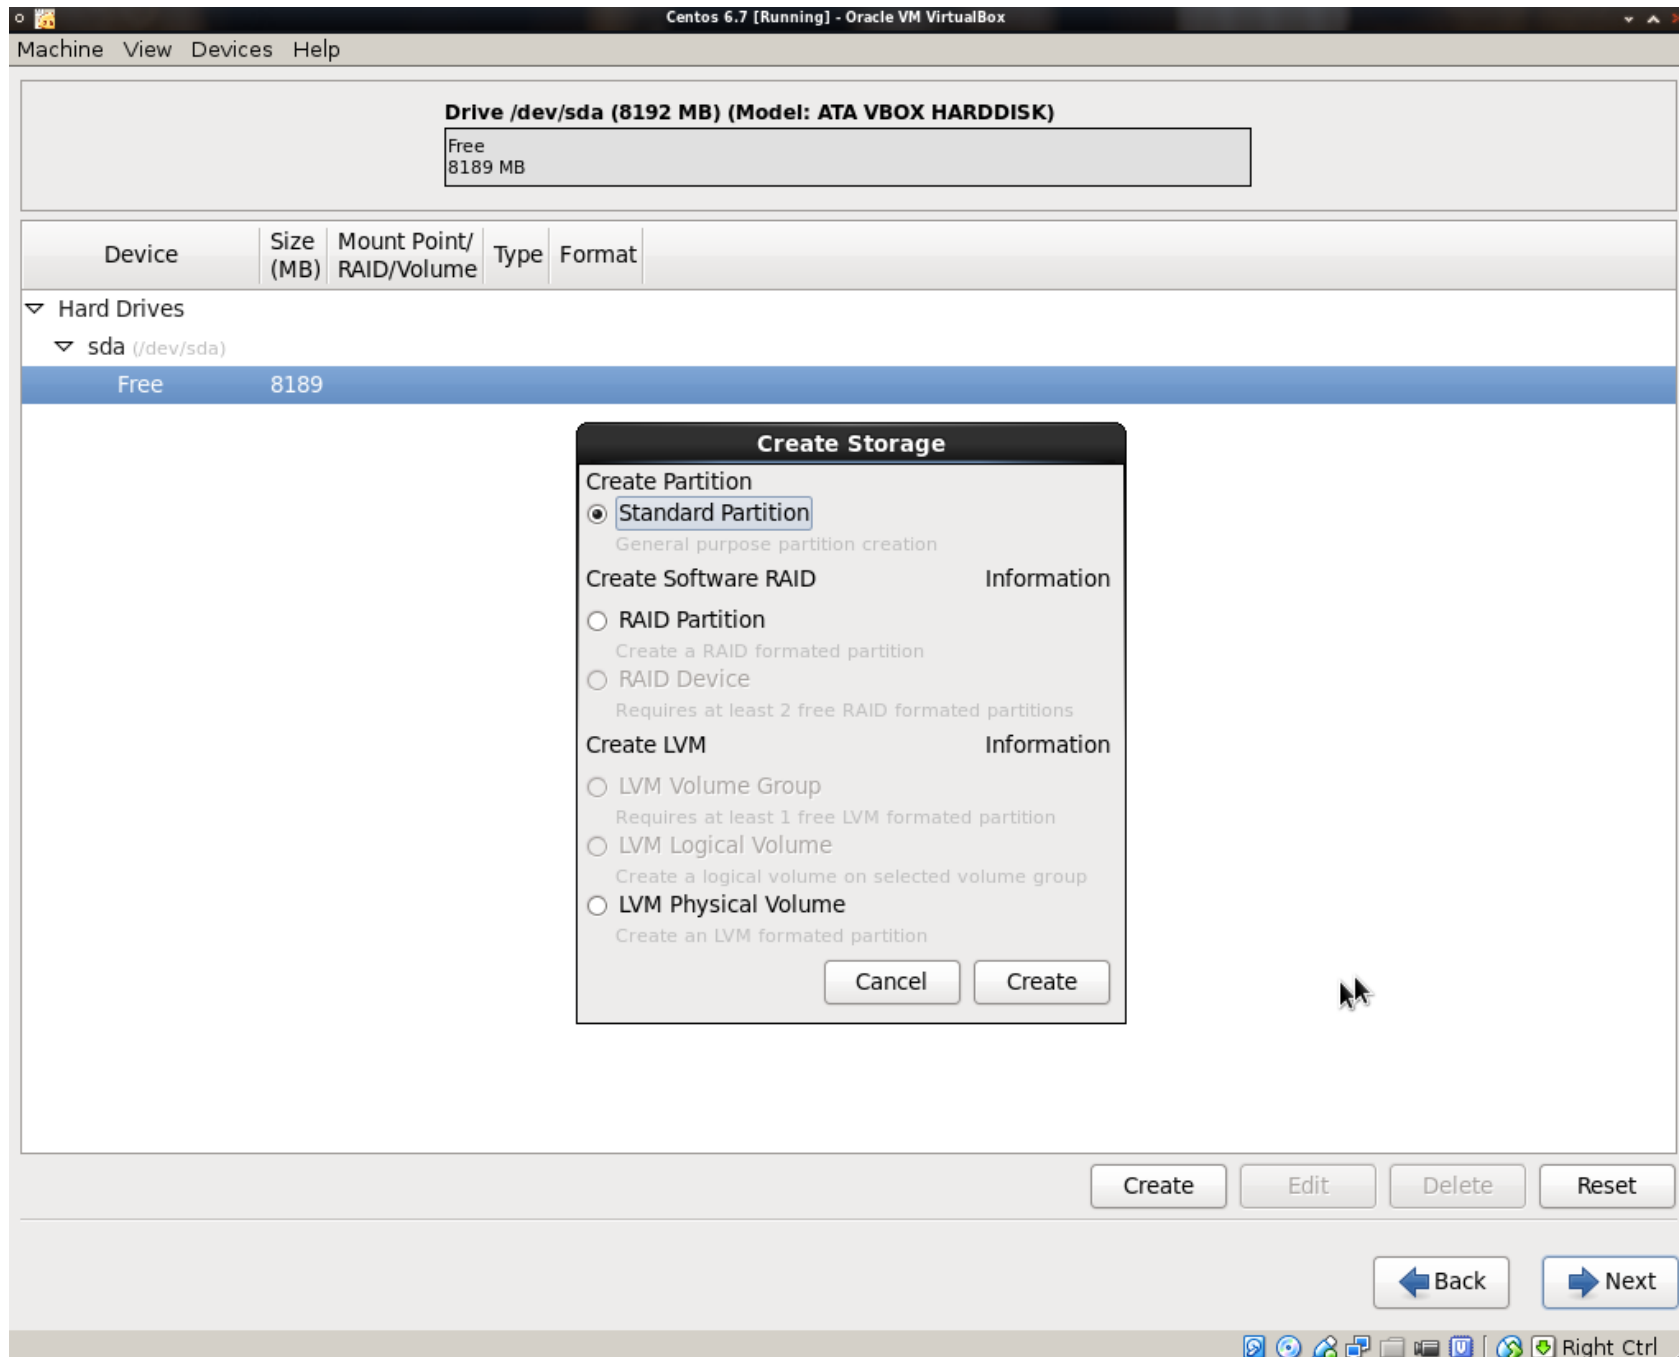 Centos 6.7 [Running] - Oracle VM VirtualBox
Machine View Devices Help
Drive /dev/sda (8192 MB) (Model: ATA VBOX HARDDISK)
Free
8189 MB
Device Size (MB) Mount Point/ RAID/Volume Type Format
Hard Drives
sda (/dev/sda)
Free 8189
Create Storage
Create Partition
Standard Partition
General purpose partition creation
Create Software RAID Information
RAID Partition
Create a RAID formated partition
RAID Device
Requires at least 2 free RAID formated partitions
Create LVM Information
LVM Volume Group
Requires at least 1 free LVM formated partition
LVM Logical Volume
Create a logical volume on selected volume group
LVM Physical Volume
Create an LVM formated partition
Cancel Create
Create Edit Delete Reset
Back Next
Right Ctrl